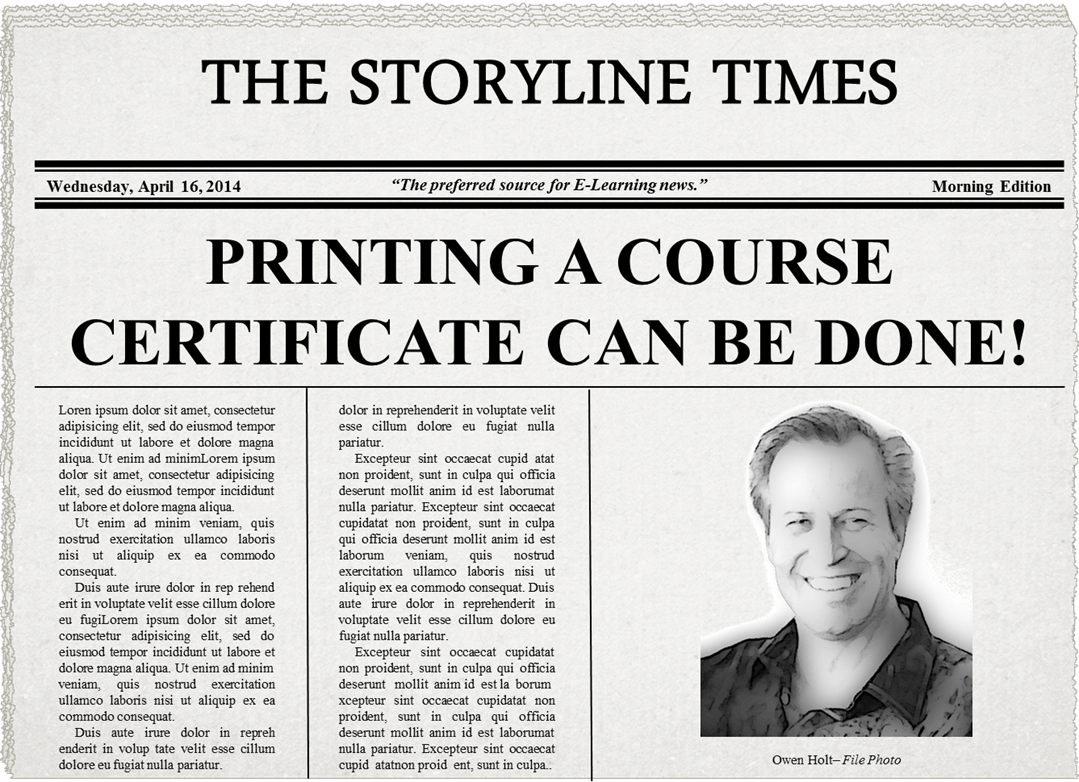 THE STORYLINE TIMES
Wednesday, April 16, 2014
“The preferred source for E-Learning news.”
Morning Edition
PRINTING A COURSE
CERTIFICATE CAN BE DONE!
Loren ipsum dolor sit amet, consectetur
adipisicing elit, sed do eiusmod tempor
incididunt ut labore et dolore magna
aliqua. Ut enim ad minimLorem ipsum
dolor sit amet, consectetur adipisicing
elit, sed do eiusmod tempor incididunt
ut labore et dolore magna aliqua.
Ut enim ad minim veniam, quis
nostrud exercitation ullamco laboris
nisi ut aliquip ex ea commodo
consequat.
Duis aute irure dolor in rep rehend
erit in voluptate velit esse cillum dolore
eu fugiLorem ipsum dolor sit amet,
consectetur adipisicing elit, sed do
eiusmod tempor incididunt ut labore et
dolore magna aliqua. Ut enim ad minim
veniam, quis nostrud exercitation
ullamco laboris nisi ut aliquip ex ea
commodo consequat.
Duis aute irure dolor in repreh
enderit in volup tate velit esse cillum
dolore eu fugiat nulla pariatur.
dolor in reprehenderit in voluptate velit
esse cillum dolore eu fugiat nulla
pariatur.
Excepteur sint occaecat cupid atat
non proident, sunt in culpa qui officia
deserunt mollit anim id est laborumat
nulla pariatur. Excepteur sint occaecat
cupidatat non proident, sunt in culpa
qui officia deserunt mollit anim id est
laborum veniam, quis nostrud
exercitation ullamco laboris nisi ut
aliquip ex ea commodo consequat. Duis
aute irure dolor in reprehenderit in
voluptate velit esse cillum dolore eu
fugiat nulla pariatur.
Excepteur sint occaecat cupidatat
non proident, sunt in culpa qui officia
deserunt mollit anim id est la borum
xcepteur sint occaecat cupidatat non
proident, sunt in culpa qui officia
deserunt mollit anim id est laborumat
nulla pariatur. Excepteur sint occaecat
cupid atatnon proid ent, sunt in culpa..
Owen Holt– File Photo